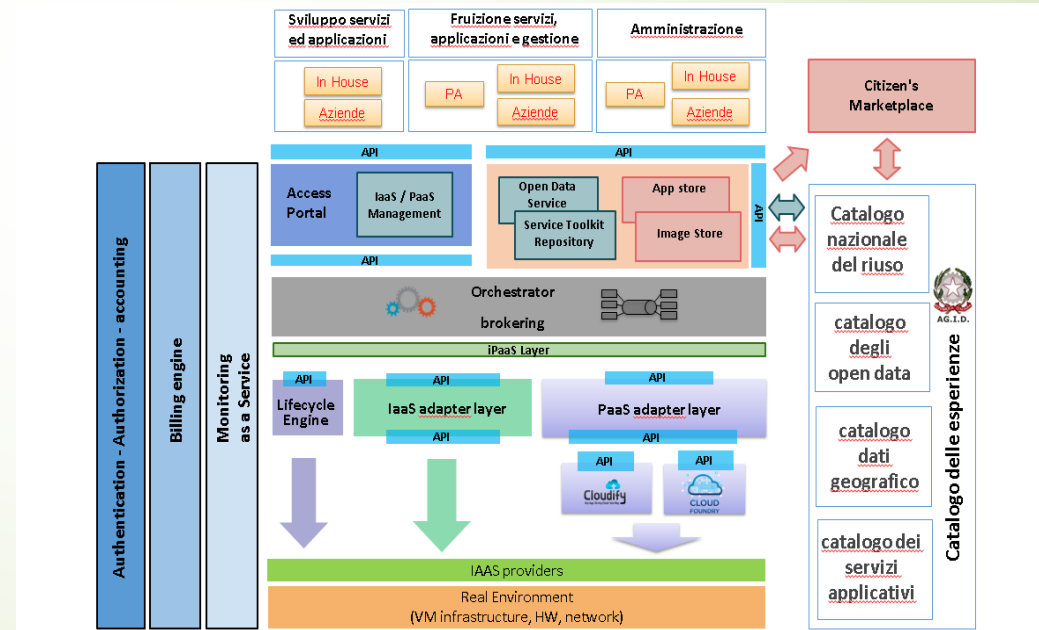 Sviluppo servizi
ed applicazioni
Fruizione servizi,
applicazioni e gestione
Amministrazione
In House
Aziende
PA
In House
Aziende
PA
In House
Aziende
Citizen's
Marketplace
API
API
Access
Portal
IaaS / PaaS
Management
API
Open Data
Service
Service Toolkit
Repository
App store
Image Store
API
Orchestrator
brokering
iPaaS Layer
API
Lifecycle
Engine
API
IaaS adapter layer
API
API
PaaS adapter layer
API
API
Cloudify
API
CLOUD
FOUNDRY
IAAS providers
Real Environment
(VM infrastructure, HW, network)
Authentication - Authorization - accounting
Billing engine
Monitoring
as a Service
Catalogo
nazionale
del riuso
catalogo
degli
open data
catalogo
dati
geografico
catalogo dei
servizi
applicativi
A.G.I.D.
Catalogo delle esperienze